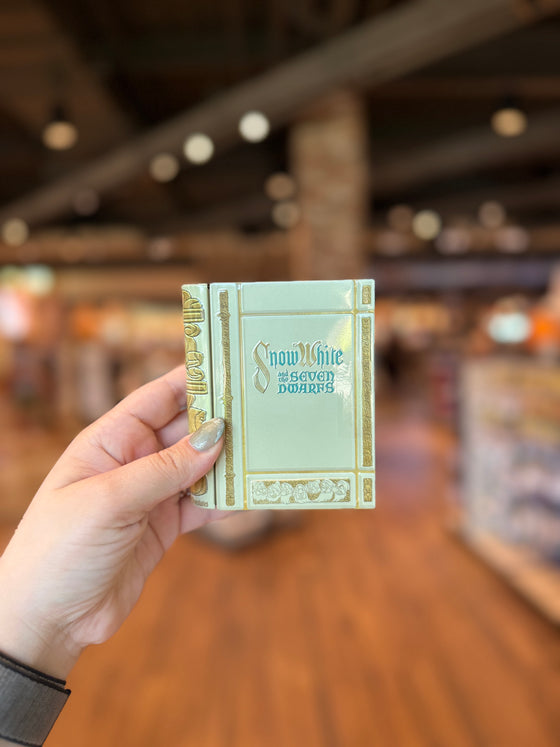 Snow White
and the SEVEN
DWARFS